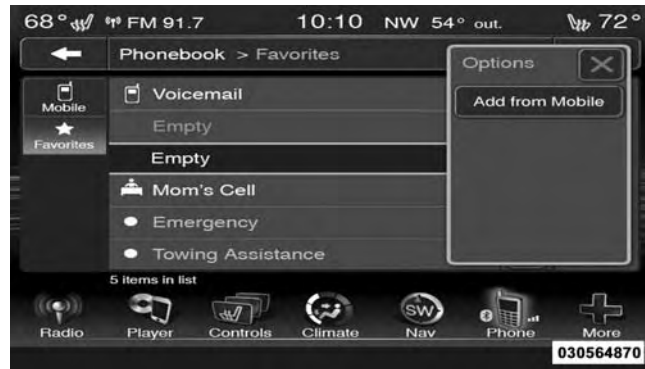 68° FM 91.7 10:10 NW 54° out. 72°
Phonebook > Favorites
Options
Mobile
Voicemail
Add from Mobile
Favorites
Empty
Empty
Mom's Cell
Emergency
Towing Assistance
5 items in list
SW
Radio Player Controls Climate Nav Phone More
030564870